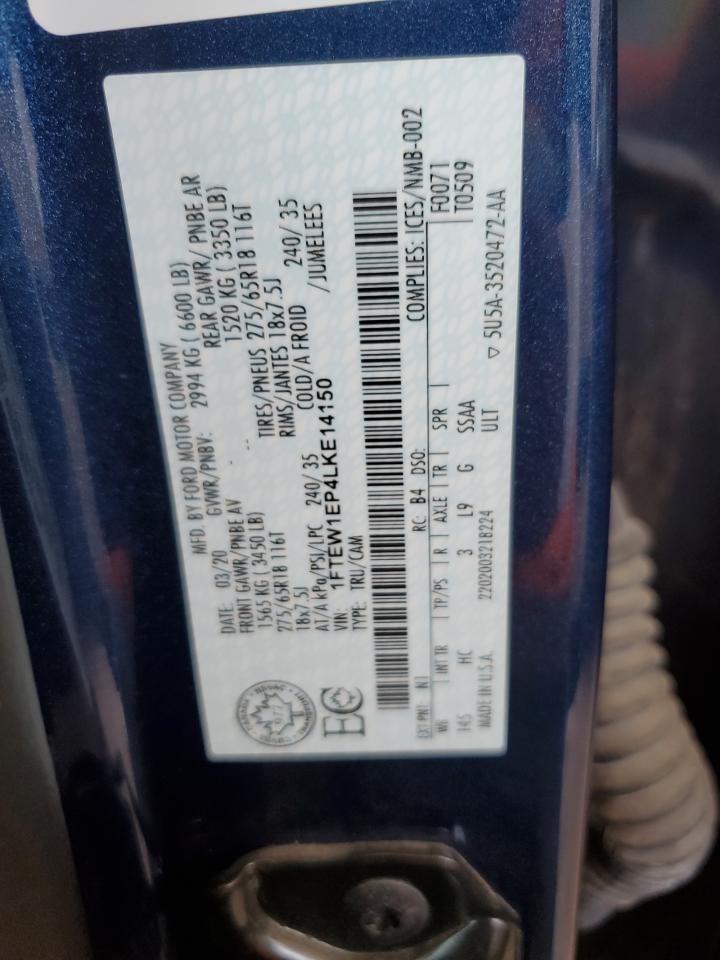 MFD. BY FORD MOTOR COMPANY
DATE: 03/20 GVWR/PNBV: 2994 KG ( 6600 LB)
FRONT GAWR/PNBE AV REAR GAWR/ PNBE AR
1565 KG ( 3450 LB) 1520 KG ( 3350 LB)
275/65R18 116T TIRES/PNEUS 275/65R18 116T
18x7.5J RIMS/JANTES 18x7.5J
AT/A kPa/PSI/LPC 240/ 35 COLD/A FROID 240/ 35
VIN: 1FTEW1EP4LKE14150 /JUMELEES
TYPE: TRU/CAM
EC
EXT PNT: N1 RC: B4 DSO: COMPLIES: ICES/NMB-002
WB INT TR TP/PS R AXLE TR SPR F0071
145 HC 3 L9 G SSAA T0509
MADE IN U.S.A. 2202003218224 ULT ▽ 5U5A-3520472-AA